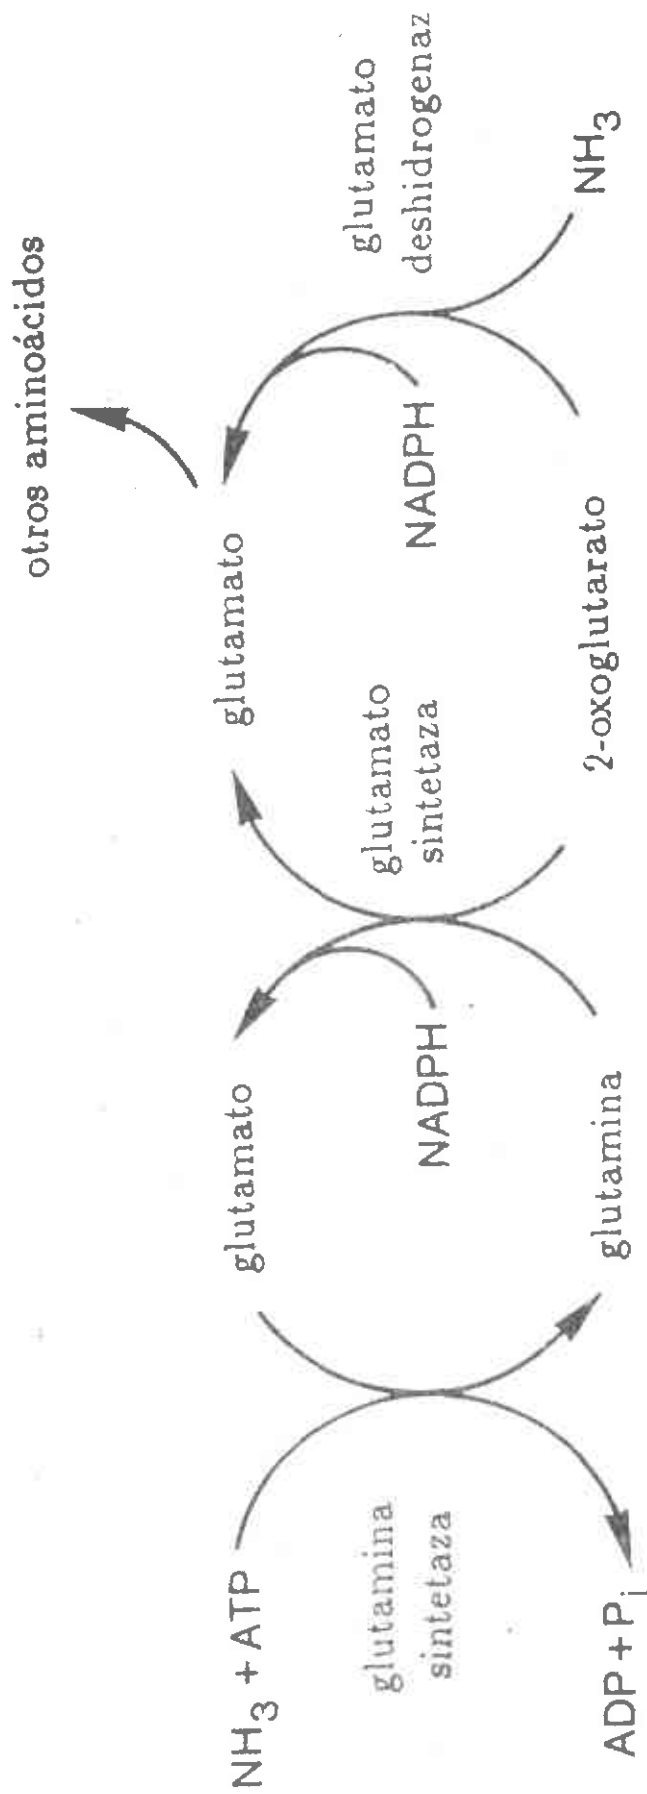 otros aminoácidos
NH3 + ATP
glutamato
glutamato
glutamina
sintetaza
NADPH
glutamato
sintetaza
NADPH
glutamato
deshidrogenaz
ADP + Pi
glutamina
2-oxoglutarato
NH3